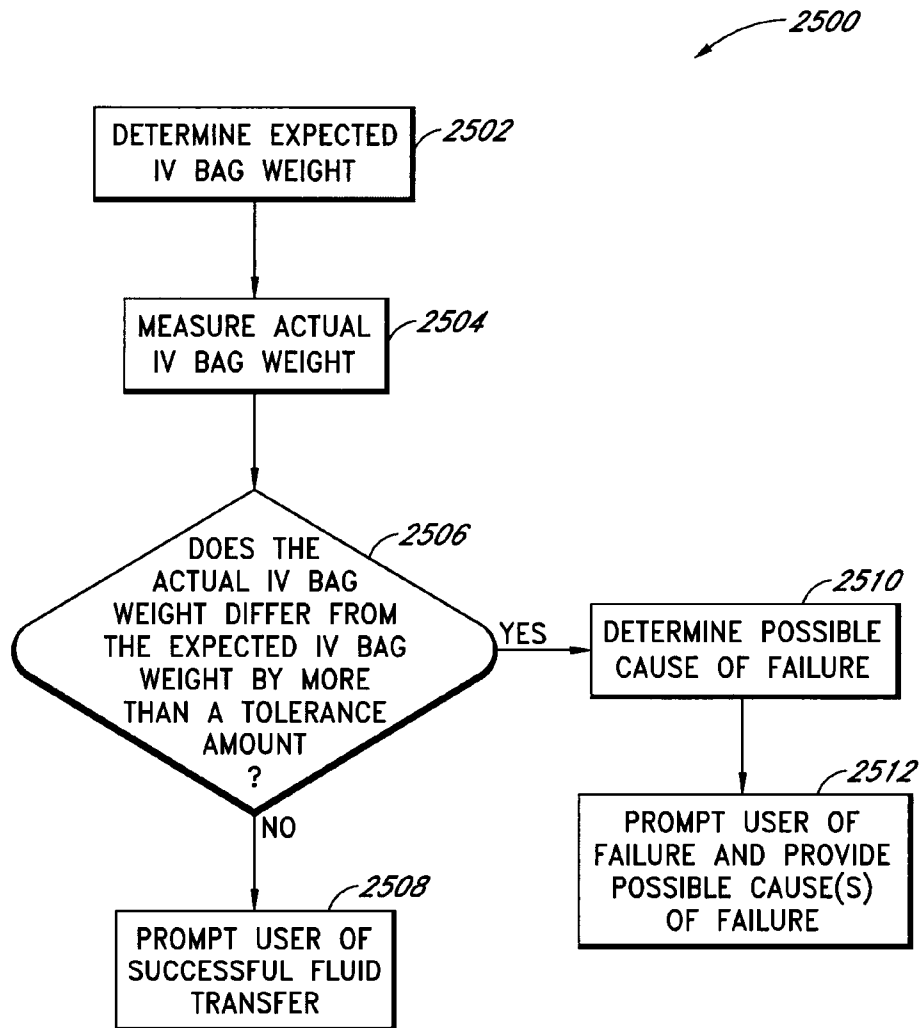 2500
2502
DETERMINE EXPECTED
IV BAG WEIGHT
2504
MEASURE ACTUAL
IV BAG WEIGHT
2506
DOES THE
ACTUAL IV BAG
WEIGHT DIFFER FROM
THE EXPECTED IV BAG
WEIGHT BY MORE
THAN A TOLERANCE
AMOUNT
?
YES
2510
DETERMINE POSSIBLE
CAUSE OF FAILURE
2512
PROMPT USER OF
FAILURE AND PROVIDE
POSSIBLE CAUSE(S)
OF FAILURE
NO
2508
PROMPT USER OF
SUCCESSFUL FLUID
TRANSFER